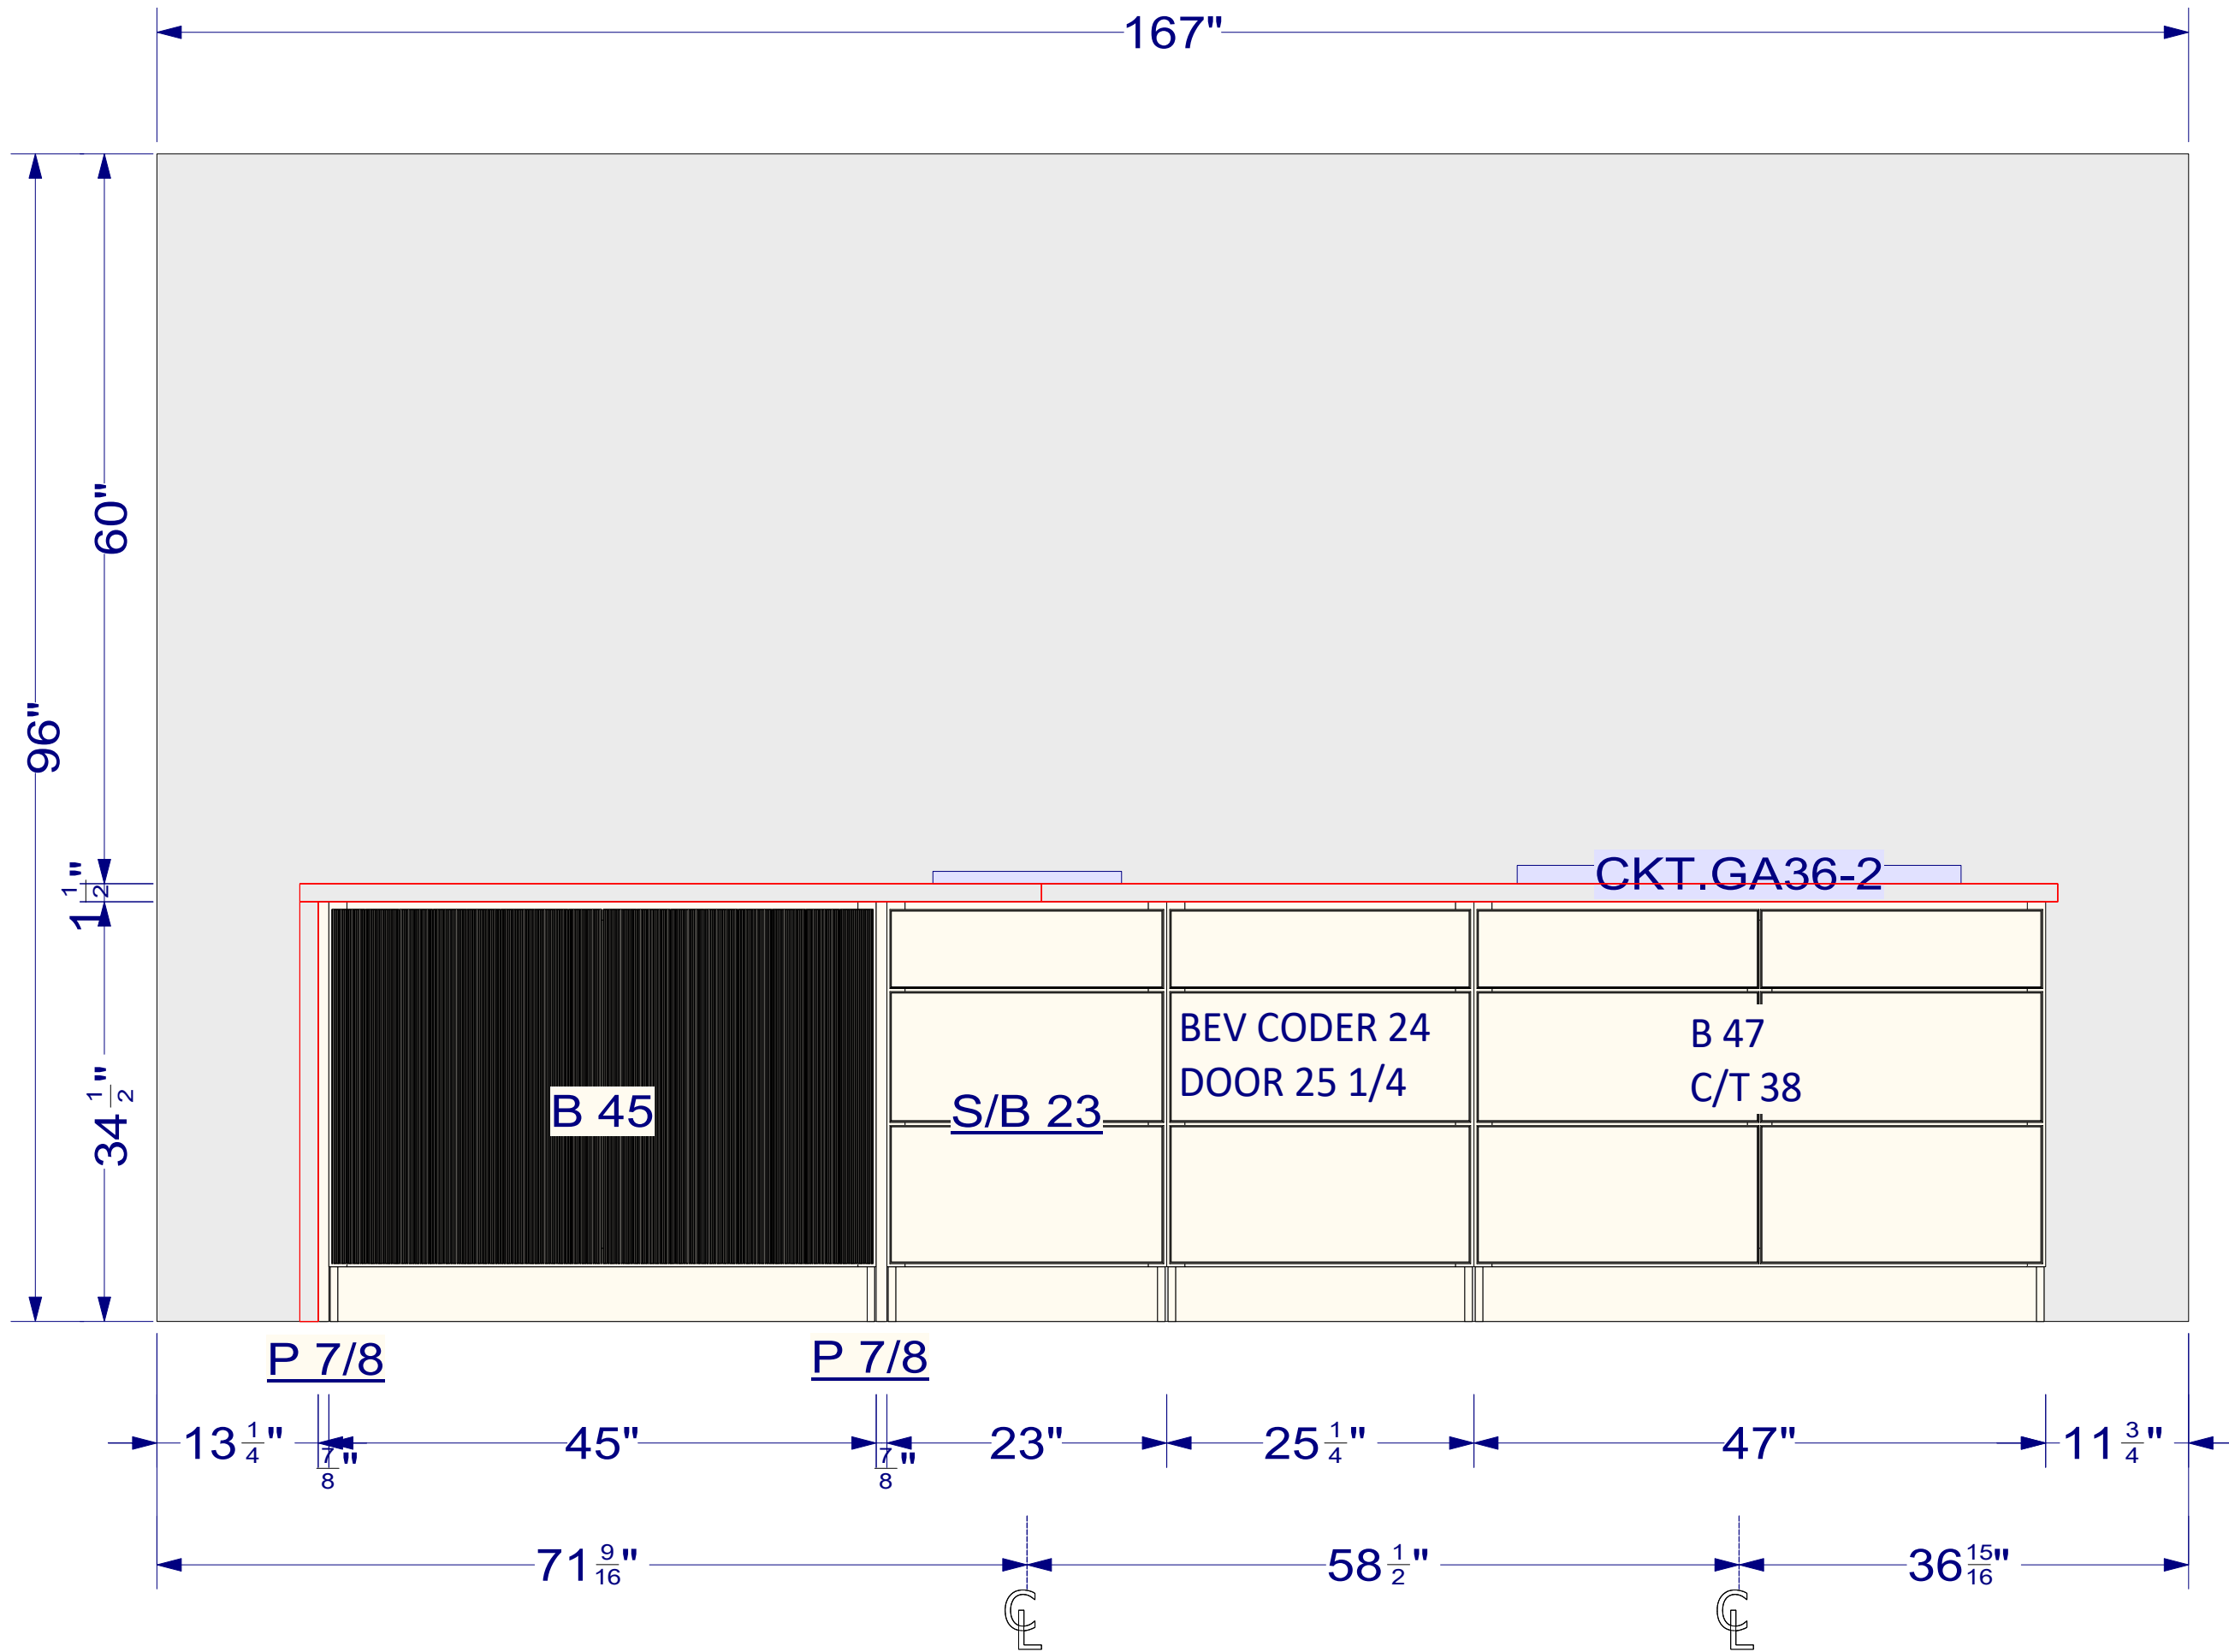 167"
60"
96"
1 1/2"
CKT.GA36-2
34 1/2"
B 45
S/B 23
BEV CODER 24
DOOR 25 1/4
B 47
C/T 38
P 7/8
P 7/8
13 1/4"
7/8"
45"
7/8"
23"
25 1/4"
47"
11 3/4"
71 9/16"
58 1/2"
36 15/16"
CL
CL